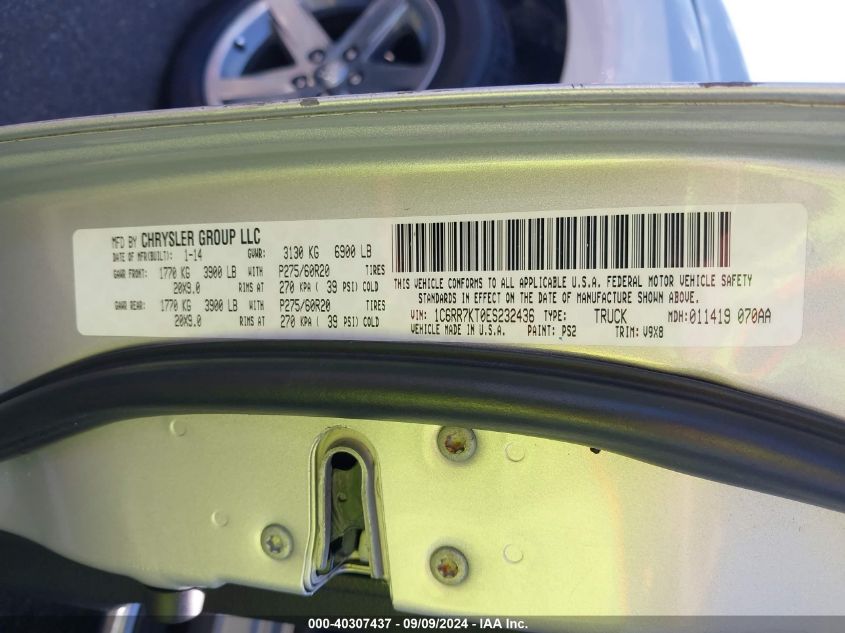 MFD BY CHRYSLER GROUP LLC
DATE OF MFR(BUILT): 1-14 GVWR: 3130 KG 6900 LB
GAWR FRONT: 1770 KG 3900 LB WITH P275/60R20 TIRES
20X9.0 RIMS AT 270 KPA ( 39 PSI) COLD
GAWR REAR: 1770 KG 3900 LB WITH P275/60R20 TIRES
20X9.0 RIMS AT 270 KPA ( 39 PSI) COLD
THIS VEHICLE CONFORMS TO ALL APPLICABLE U.S.A. FEDERAL MOTOR VEHICLE SAFETY
STANDARDS IN EFFECT ON THE DATE OF MANUFACTURE SHOWN ABOVE.
VIN: 1C6RR7KT0ES232436 TYPE: TRUCK MDH: 011419 070AA
VEHICLE MADE IN U.S.A. PAINT: PS2 TRIM: V9X8
000-40307437 - 09/09/2024 - IAA Inc.